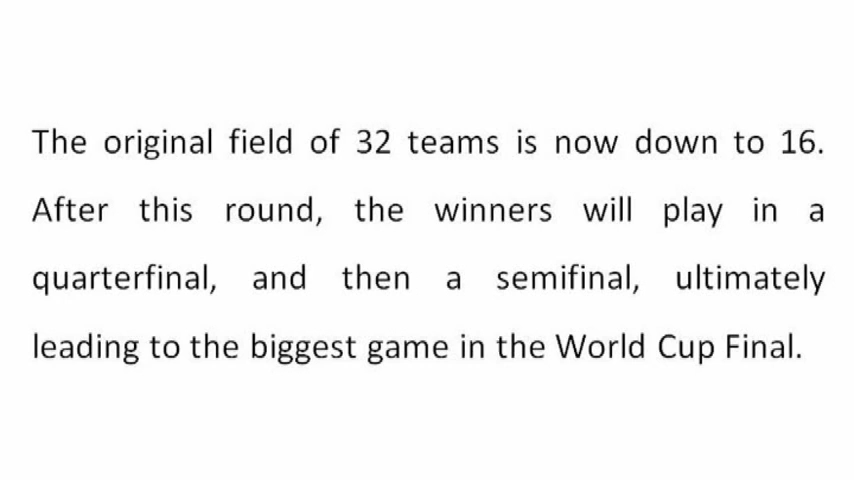 The original field of 32 teams is now down to 16.
After this round, the winners will play in a
quarterfinal, and then a semifinal, ultimately
leading to the biggest game in the World Cup Final.